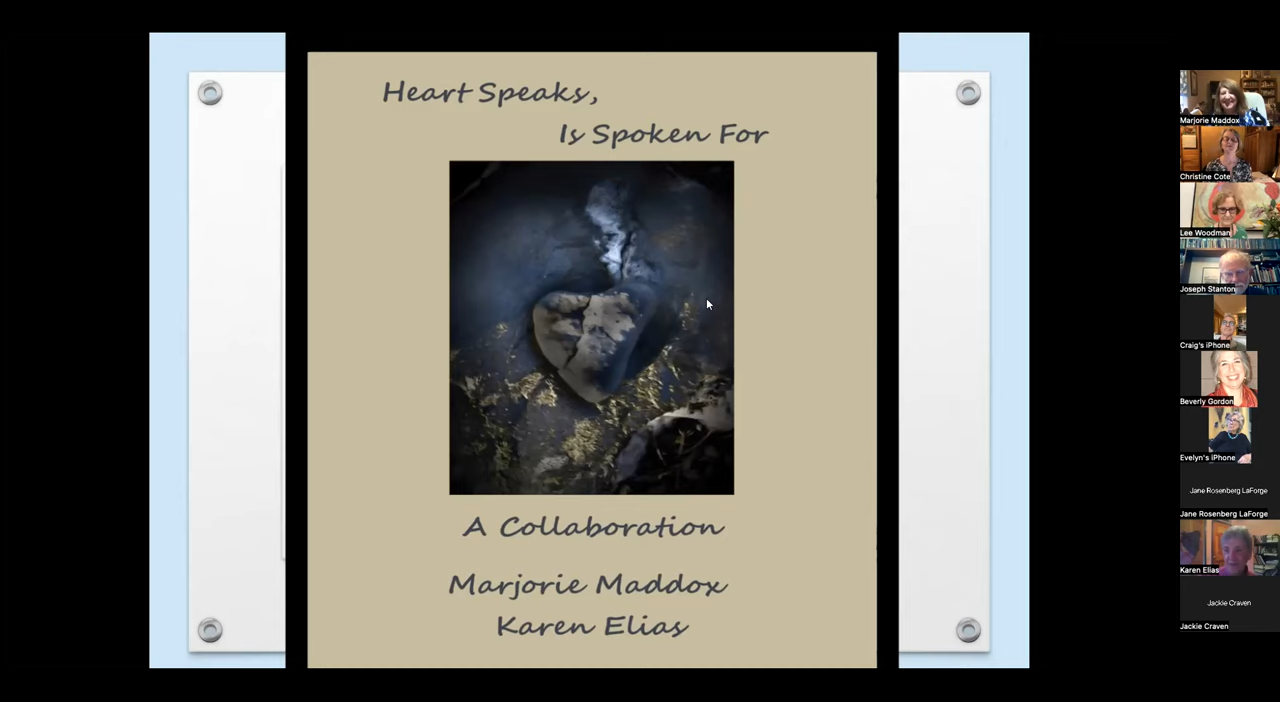 Heart Speaks,
Is Spoken For
A Collaboration
Marjorie Maddox
Karen Elias
Marjorie Maddox
Christine Cote
Lee Woodman
Joseph Stanton
Craig's iPhone
Beverly Gordon
Evelyn's iPhone
Jane Rosenberg LaForge
Jane Rosenberg LaForge
Karen Elias
Jackie Craven
Jackie Craven